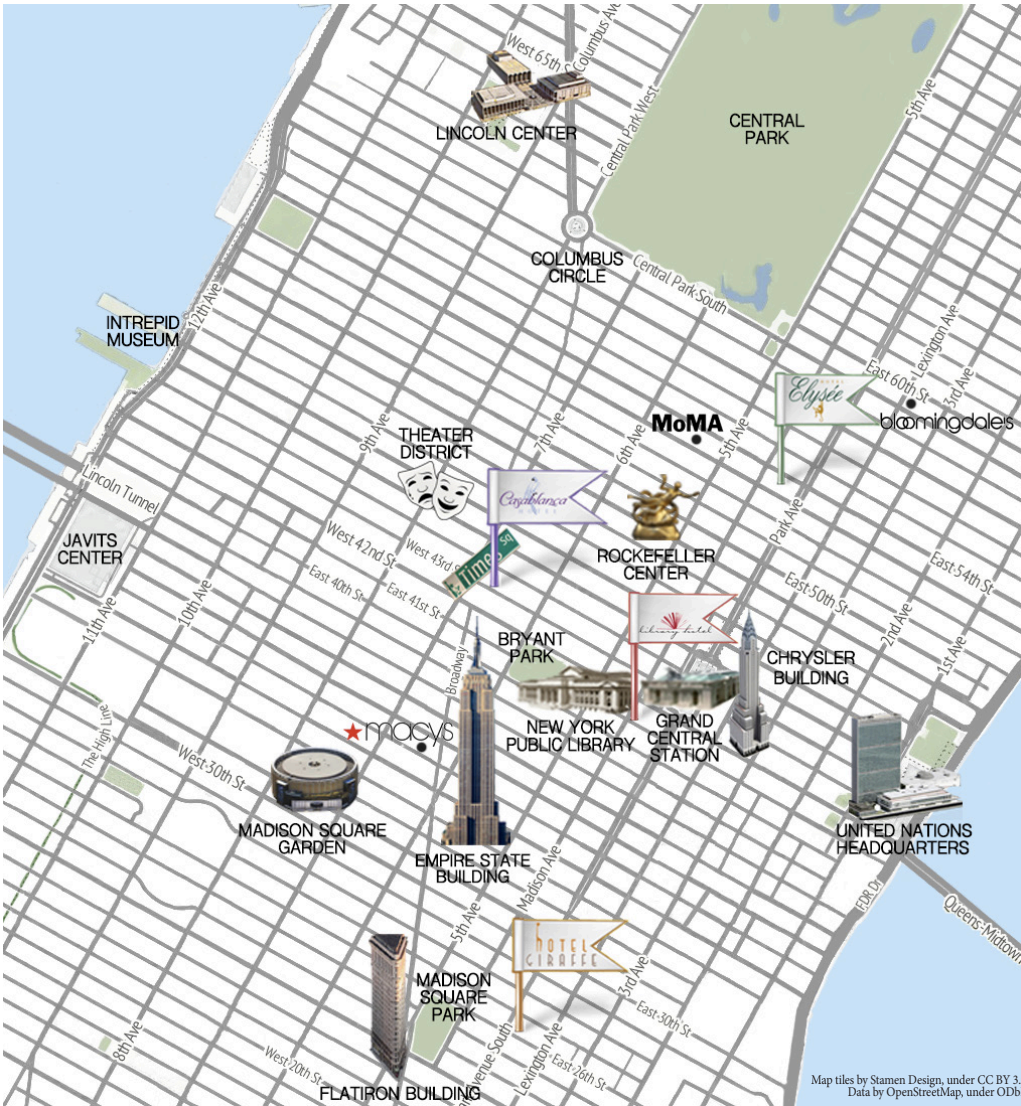 West 65th S
Columbus Ave
LINCOLN CENTER
Central Park West
CENTRAL
PARK
5th Ave
COLUMBUS
CIRCLE
Central Park South
12th Ave
INTREPID
MUSEUM
Lexington Ave
East 60th St
3rd Ave
HOTEL
Elysée
bloomingdale's
MoMA
9th Ave
7th Ave
6th Ave
5th Ave
THEATER
DISTRICT
Casablanca
HOTEL
Lincoln Tunnel
Park Ave
JAVITS
CENTER
West 42nd St
West 43rd S
Times SQ
ROCKEFELLER
CENTER
East 54th St
East 40th St
East 41st St
East 50th St
11th Ave
10th Ave
2nd Ave
1st Ave
library hotel
BRYANT
PARK
Broadway
CHRYSLER
BUILDING
NEW YORK
PUBLIC LIBRARY
GRAND
CENTRAL
STATION
macys
The High Line
West 30th St
MADISON SQUARE
GARDEN
EMPIRE STATE
BUILDING
UNITED NATIONS
HEADQUARTERS
Madison Ave
FDR Dr
Queens-Midtown
5th Ave
HOTEL
GIRAFFE
MADISON
SQUARE
PARK
3rd Ave
East 30th St
8th Ave
West 20th St
Avenue South
Lexington Ave
East 26th St
FLATIRON BUILDING
Map tiles by Stamen Design, under CC BY 3.
Data by OpenStreetMap, under ODb